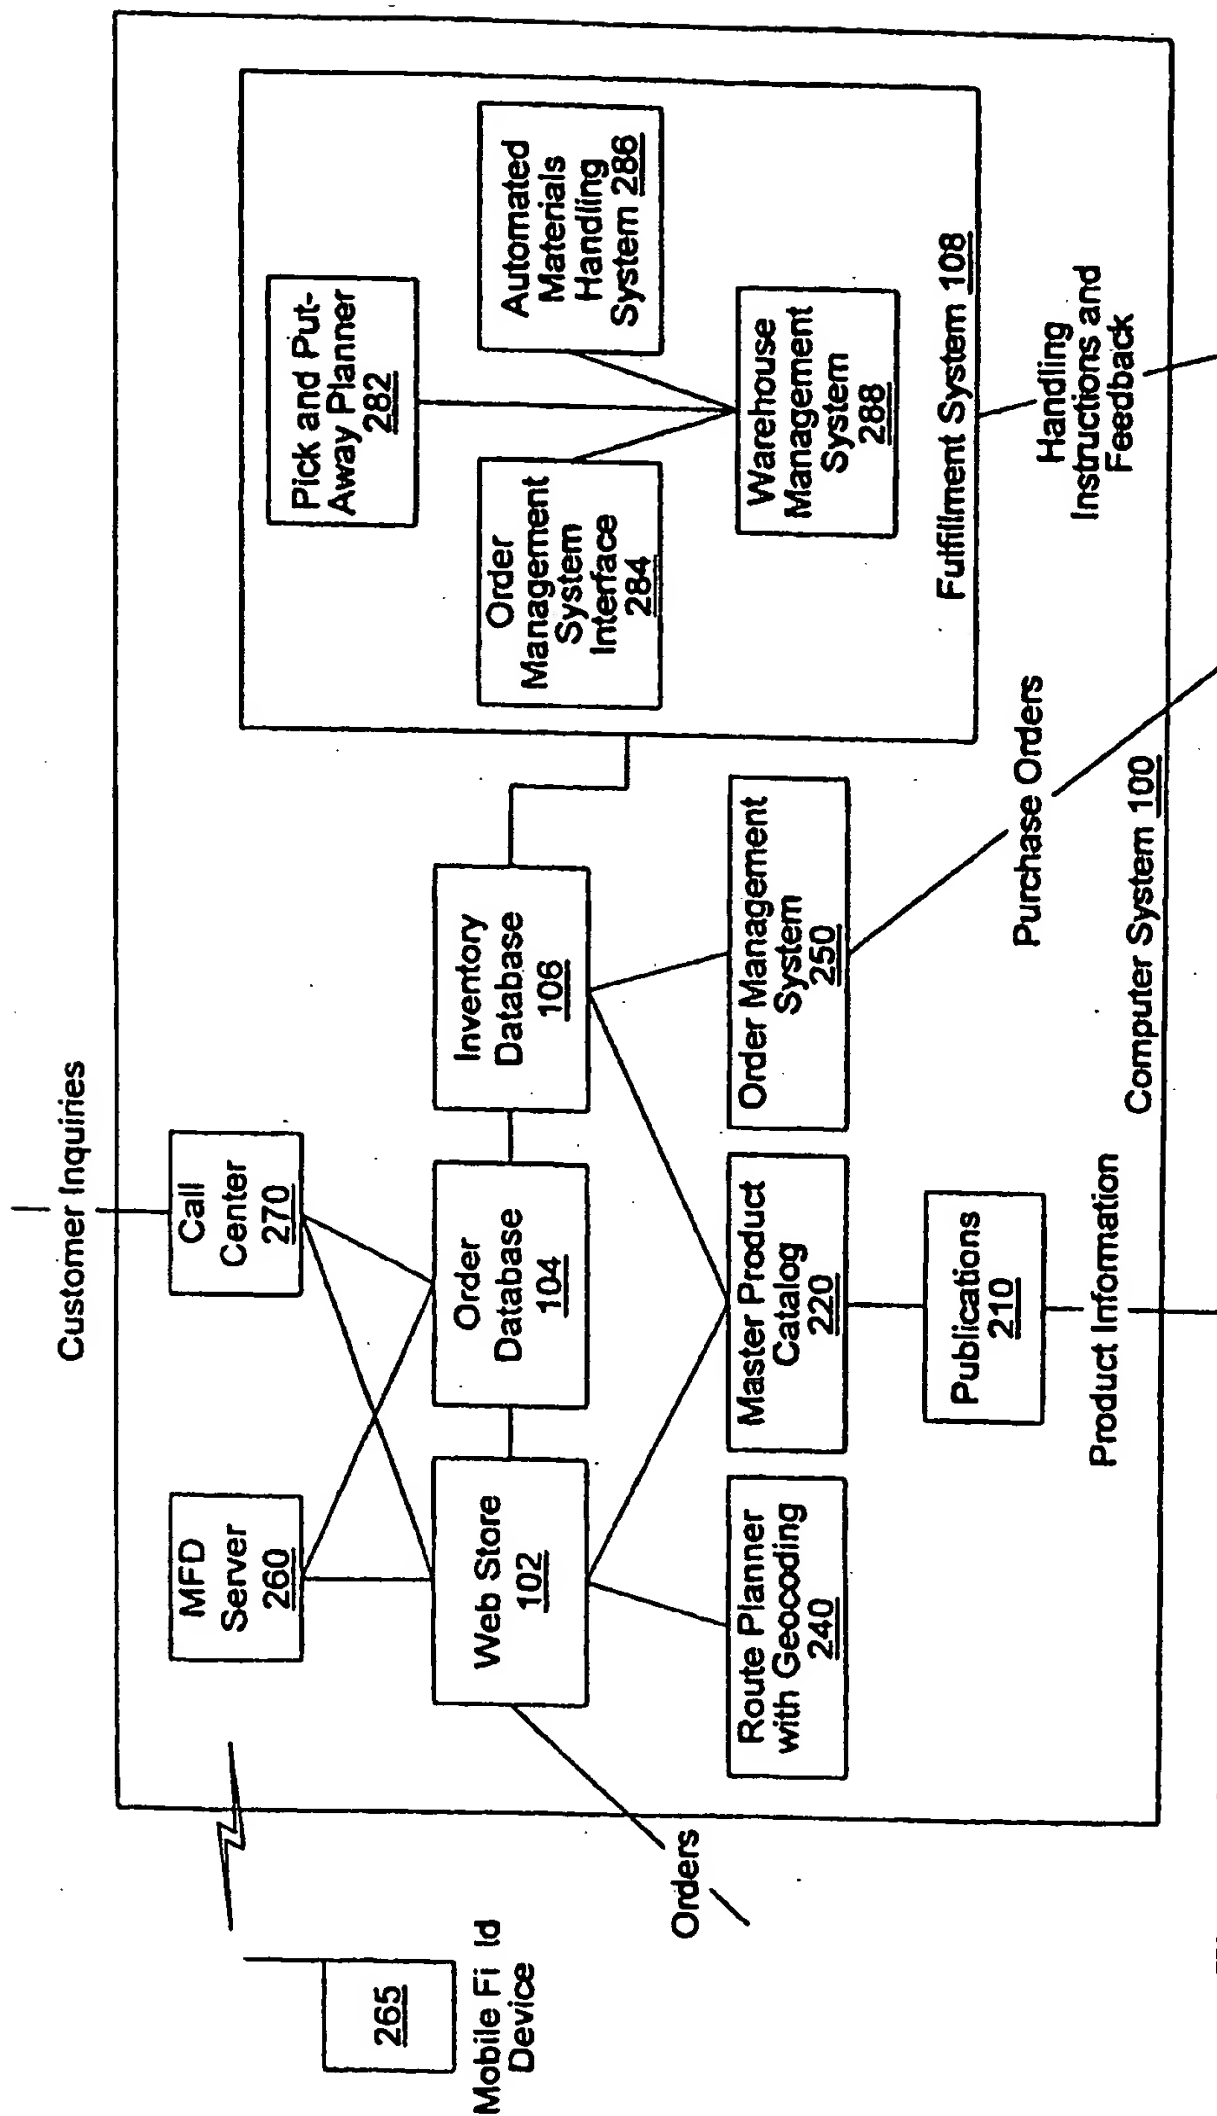 Customer Inquiries
MFD
Server
260
Call
Center
270
Pick and Put-
Away Planner
282
265
Mobile Fi ld
Device
Web Store
102
Order
Database
104
Inventory
Database
106
Order
Management
System
Interface
284
Automated
Materials
Handling
System 286
Orders
Route Planner
with Geocoding
240
Master Product
Catalog
220
Order Management
System
250
Warehouse
Management
System
288
Fulfillment System 108
Publications
210
Purchase Orders
Handling
Instructions and
Feedback
Product Information
Computer System 100